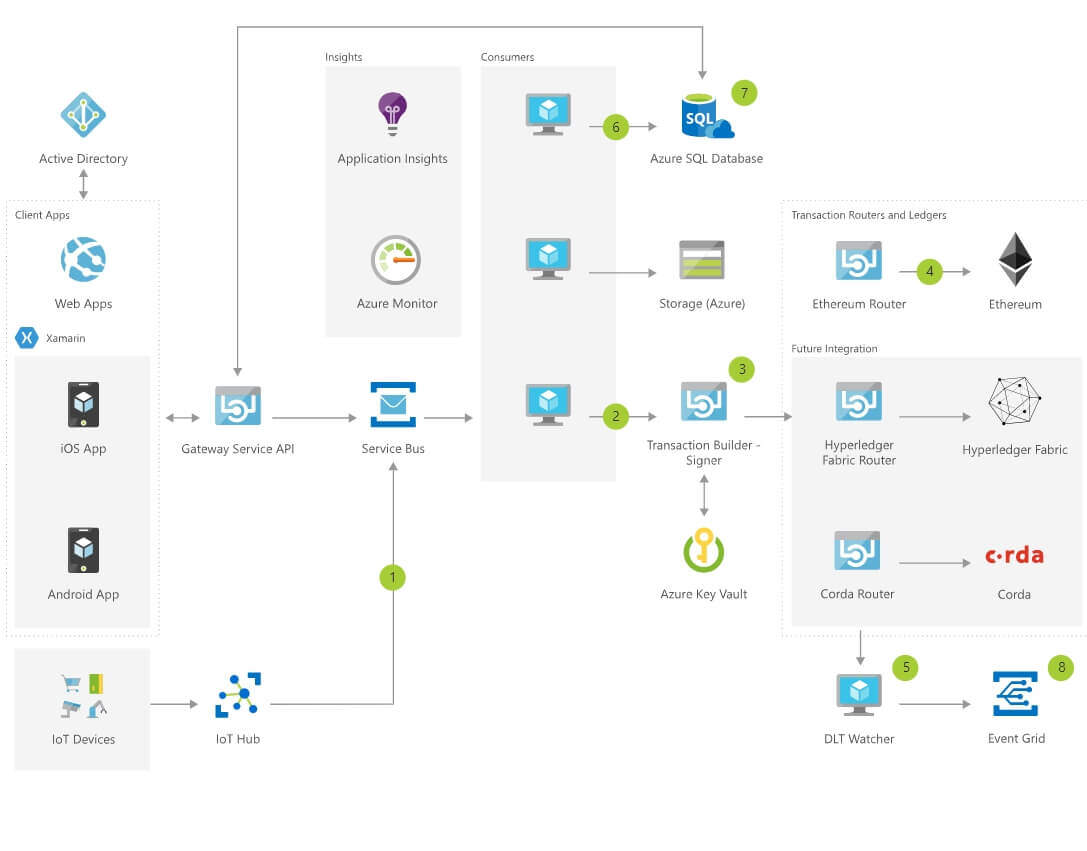 Insights
Consumers
7
SQL
6
Active Directory
Application Insights
Azure SQL Database
Client Apps
Transaction Routers and Ledgers
4
Web Apps
Azure Monitor
Storage (Azure)
Ethereum Router
Ethereum
Xamarin
Future Integration
3
2
iOS App
Gateway Service API
Service Bus
Transaction Builder -
Signer
Hyperledger
Fabric Router
Hyperledger Fabric
1
c·rda
Android App
Azure Key Vault
Corda Router
Corda
5
8
IoT Devices
IoT Hub
DLT Watcher
Event Grid